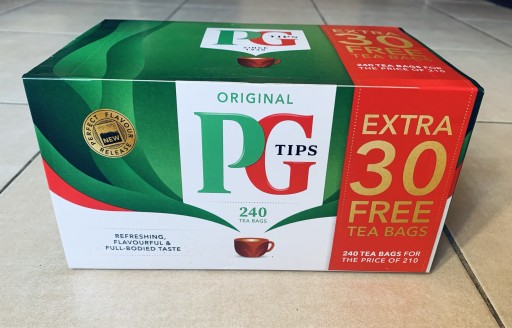 PG TIPS
EXTRA
30
FREE
TEA BAGS
240 TEA BAGS FOR
THE PRICE OF 210
ORIGINAL
PG TIPS
240
TEA BAGS
PERFECT FLAVOUR
NEW
RELEASE
REFRESHING,
FLAVOURFUL &
FULL-BODIED TASTE
EXTRA
30
FREE
TEA BAGS
240 TEA BAGS FOR
THE PRICE OF 210